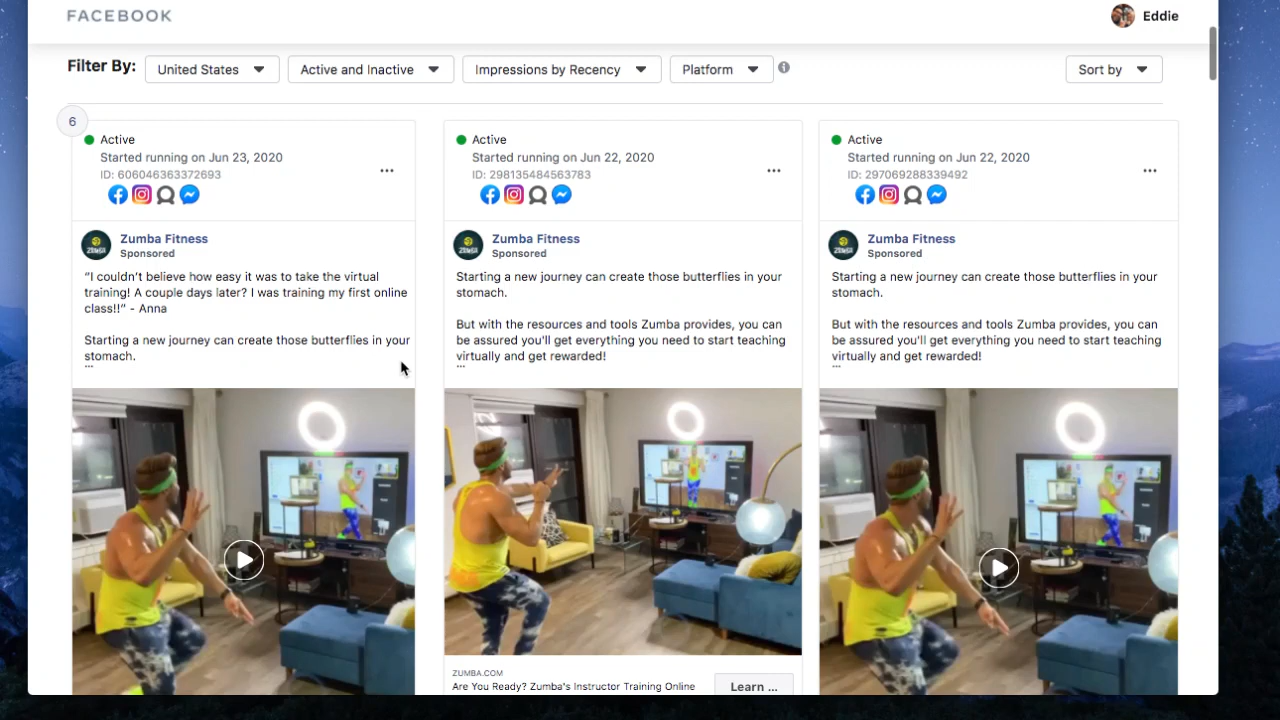 FACEBOOK
Eddie
Filter By:
United States
Active and Inactive
Impressions by Recency
Platform
Sort by
6
Active
Started running on Jun 23, 2020
ID: 606046363372693
Zumba Fitness
Sponsored
“I couldn’t believe how easy it was to take the virtual
training! A couple days later? I was training my first online
class!!” - Anna
Starting a new journey can create those butterflies in your
stomach.
...
Active
Started running on Jun 22, 2020
ID: 298135484563783
Zumba Fitness
Sponsored
Starting a new journey can create those butterflies in your
stomach.
But with the resources and tools Zumba provides, you can
be assured you'll get everything you need to start teaching
virtually and get rewarded!
...
ZUMBA.COM
Are You Ready? Zumba's Instructor Training Online
Learn ...
Active
Started running on Jun 22, 2020
ID: 297069288339492
Zumba Fitness
Sponsored
Starting a new journey can create those butterflies in your
stomach.
But with the resources and tools Zumba provides, you can
be assured you'll get everything you need to start teaching
virtually and get rewarded!
...